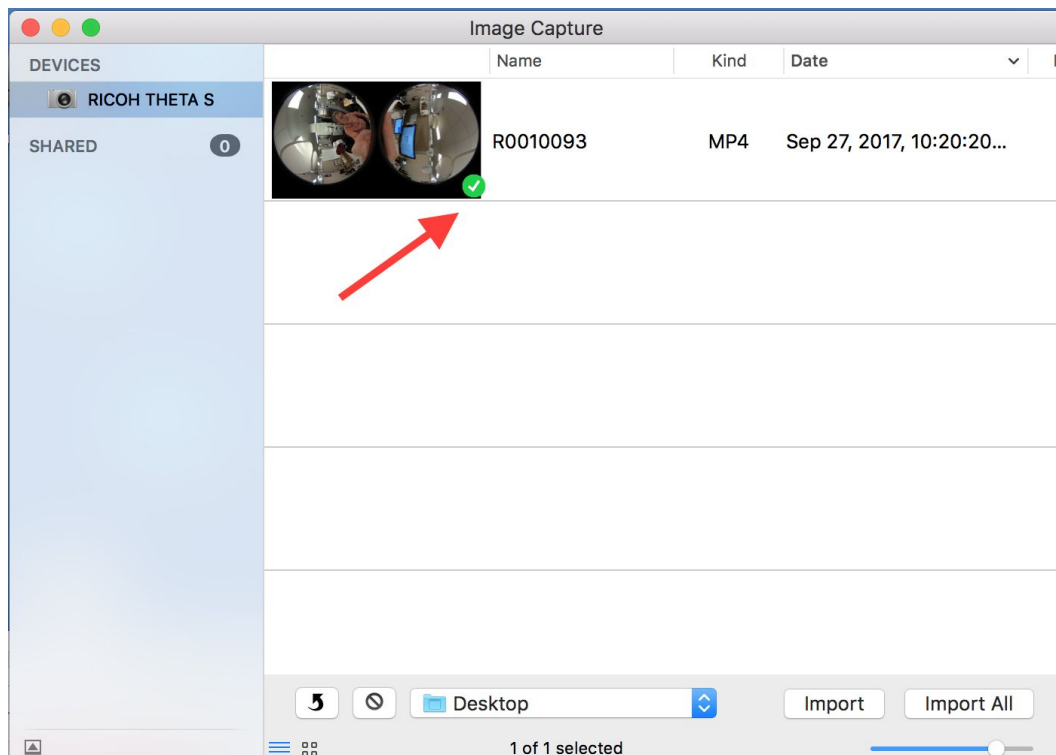 Image Capture
DEVICES
Name Kind Date
RICOH THETA S
SHARED 0
R0010093 MP4 Sep 27, 2017, 10:20:20...
Desktop Import Import All
1 of 1 selected